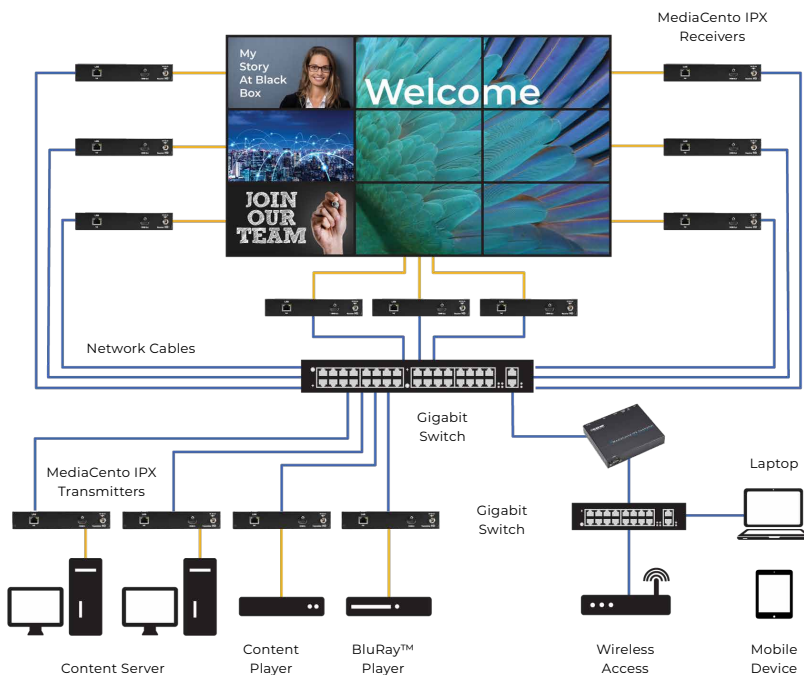 MediaCento IPX
Receivers
My
Story
At Black
Box
Welcome
JOIN
OUR
TEAM
Network Cables
Gigabit
Switch
MediaCento IPX
Transmitters
Laptop
Gigabit
Switch
Content Server
Content
Player
BluRay™
Player
Wireless
Access
Mobile
Device